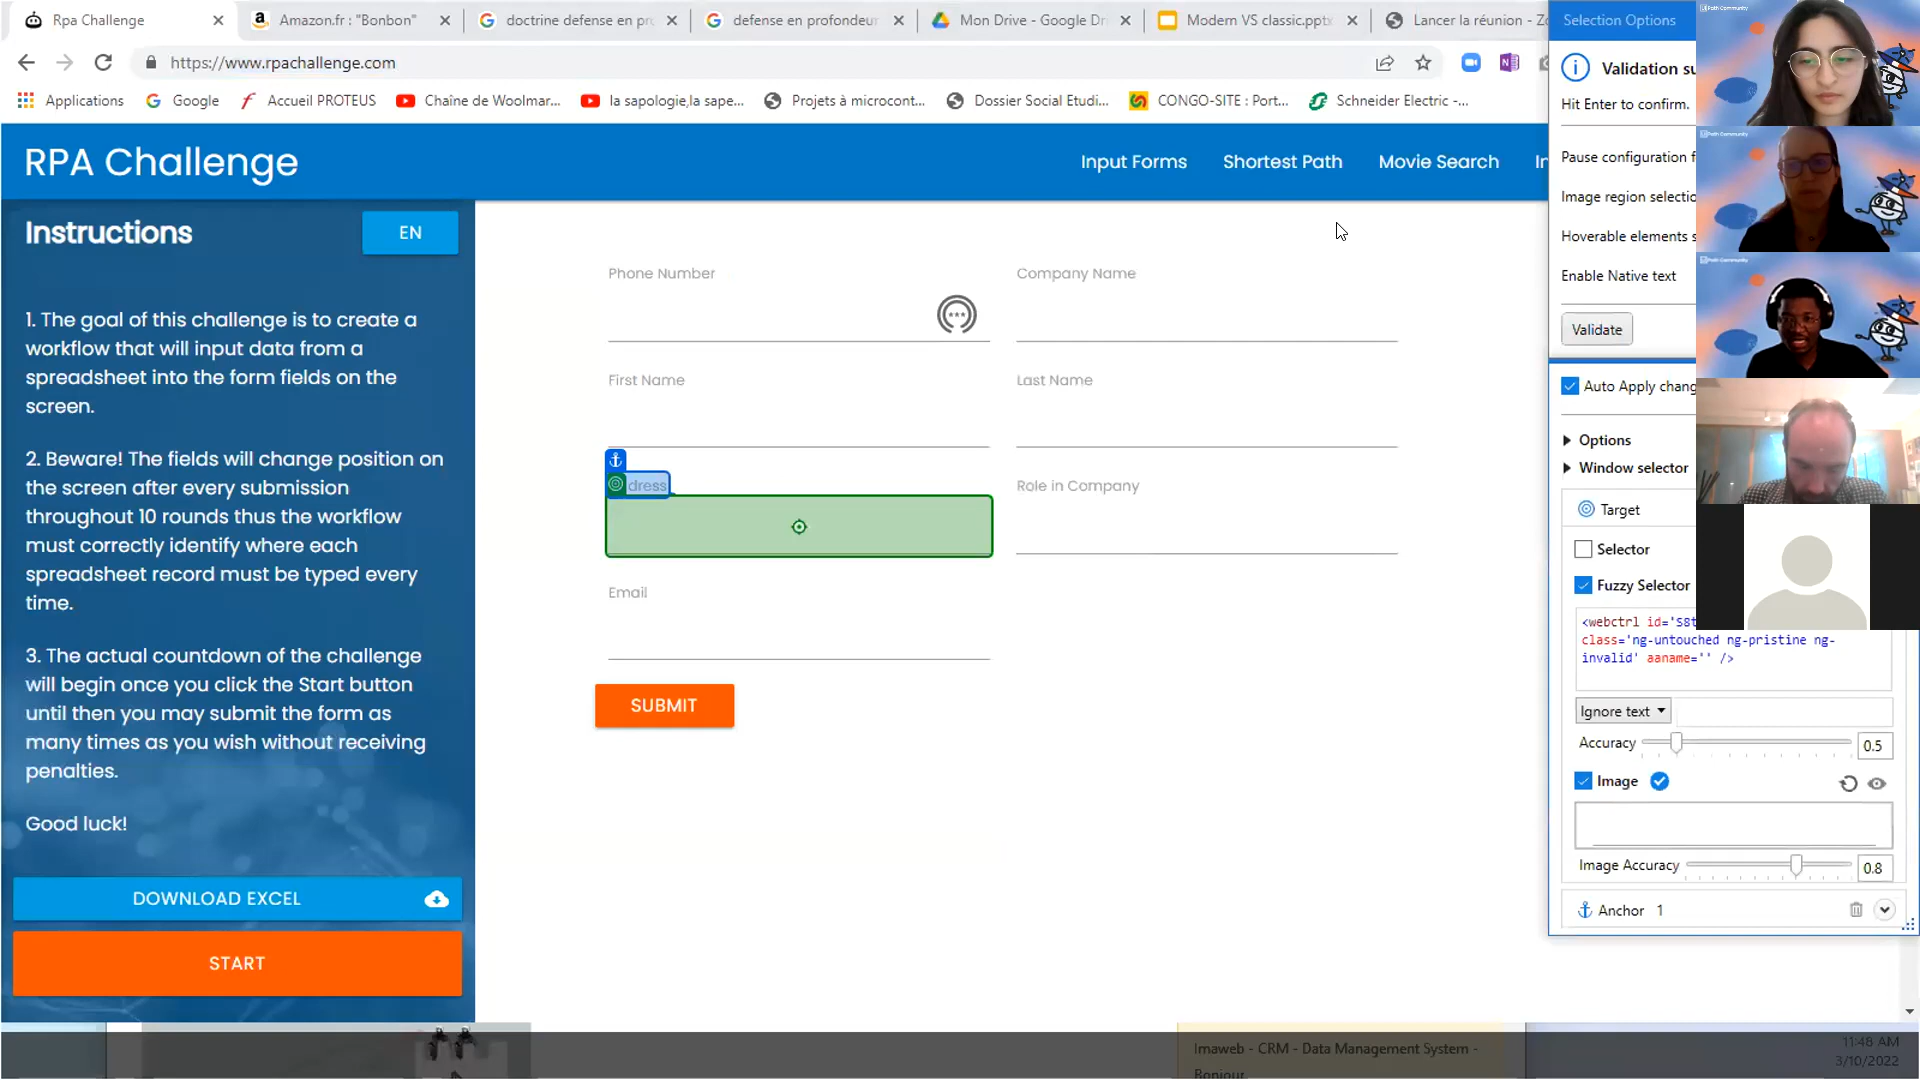 Rpa Challenge
Amazon.fr : "Bonbon"
doctrine defense en pr
defense en profondeur
Mon Drive - Google Dri
Modern VS classic.pptx
Lancer la réunion - Zo
Selection Options
https://www.rpachallenge.com
Applications
Google
Accueil PROTEUS
Chaîne de Woolmar...
la sapologie,la sape...
Projets à microcont...
Dossier Social Etudi...
CONGO-SITE : Port...
Schneider Electric -...
Validation su
Hit Enter to confirm.
Pause configuration f
Image region selectio
Hoverable elements s
Enable Native text
Validate
RPA Challenge
Input Forms
Shortest Path
Movie Search
In
Instructions
EN
1. The goal of this challenge is to create a
workflow that will input data from a
spreadsheet into the form fields on the
screen.
2. Beware! The fields will change position on
the screen after every submission
throughout 10 rounds thus the workflow
must correctly identify where each
spreadsheet record must be typed every
time.
3. The actual countdown of the challenge
will begin once you click the Start button
until then you may submit the form as
many times as you wish without receiving
penalties.
Good luck!
DOWNLOAD EXCEL
START
Phone Number
Company Name
First Name
Last Name
dress
Role in Company
Email
SUBMIT
Auto Apply chang
Options
Window selector
Target
Selector
Fuzzy Selector
<webctrl id='S8t
class='ng-untouched ng-pristine ng-
invalid' aaname='' />
Ignore text
Accuracy
0.5
Image
Image Accuracy
0.8
Anchor 1
Imaweb - CRM - Data Management System -
Bonjour,
11:48 AM
3/10/2022